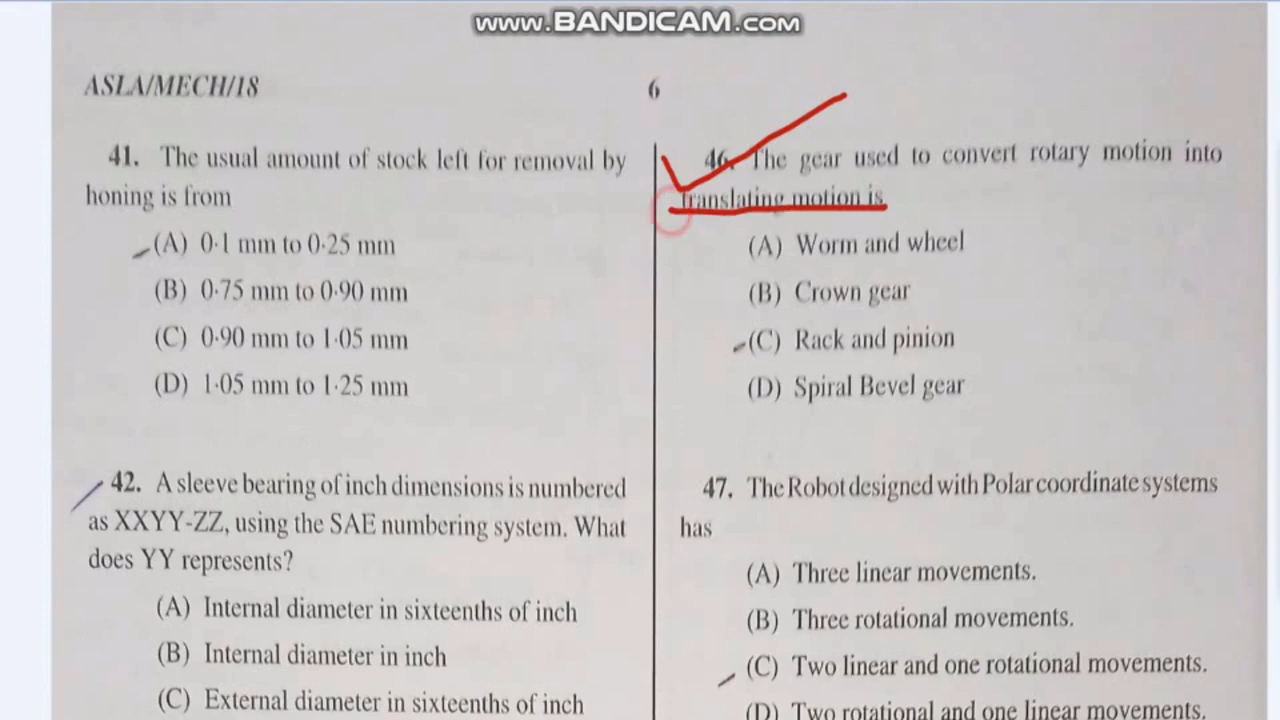 www.BANDICAM.com
ASLA/MECH/18
6
41. The usual amount of stock left for removal by
honing is from
(A) 0·1 mm to 0·25 mm
(B) 0·75 mm to 0·90 mm
(C) 0·90 mm to 1·05 mm
(D) 1·05 mm to 1·25 mm
42. A sleeve bearing of inch dimensions is numbered
as XXYY-ZZ, using the SAE numbering system. What
does YY represents?
(A) Internal diameter in sixteenths of inch
(B) Internal diameter in inch
(C) External diameter in sixteenths of inch
46. The gear used to convert rotary motion into
translating motion is
(A) Worm and wheel
(B) Crown gear
(C) Rack and pinion
(D) Spiral Bevel gear
47. The Robot designed with Polar coordinate systems
has
(A) Three linear movements.
(B) Three rotational movements.
(C) Two linear and one rotational movements.
(D) Two rotational and one linear movements.